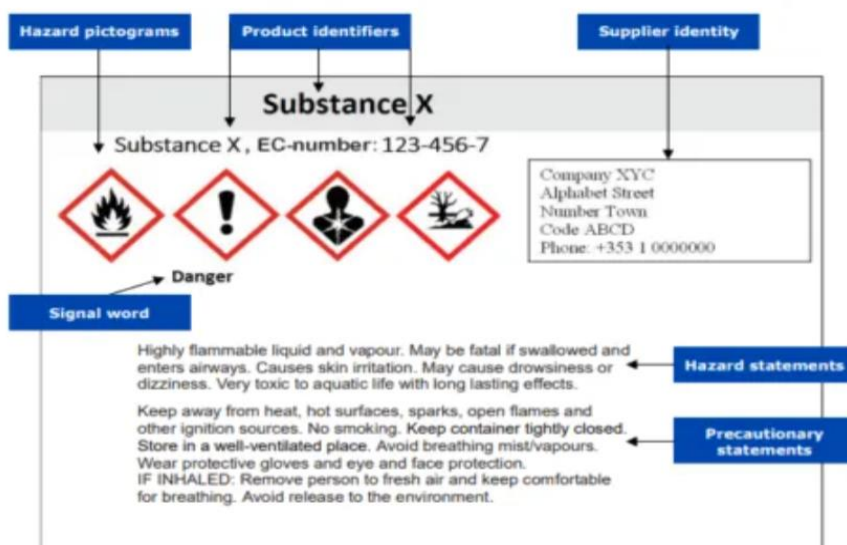 Hazard pictograms
Product identifiers
Supplier identity
Substance X
Substance X, EC-number: 123-456-7
Company XYC
Alphabet Street
Number Town
Code ABCD
Phone: +353 1 0000000
Danger
Signal word
Highly flammable liquid and vapour. May be fatal if swallowed and
enters airways. Causes skin irritation. May cause drowsiness or
dizziness. Very toxic to aquatic life with long lasting effects.
Hazard statements
Keep away from heat, hot surfaces, sparks, open flames and
other ignition sources. No smoking. Keep container tightly closed.
Store in a well-ventilated place. Avoid breathing mist/vapours.
Wear protective gloves and eye and face protection.
IF INHALED: Remove person to fresh air and keep comfortable
for breathing. Avoid release to the environment.
Precautionary
statements